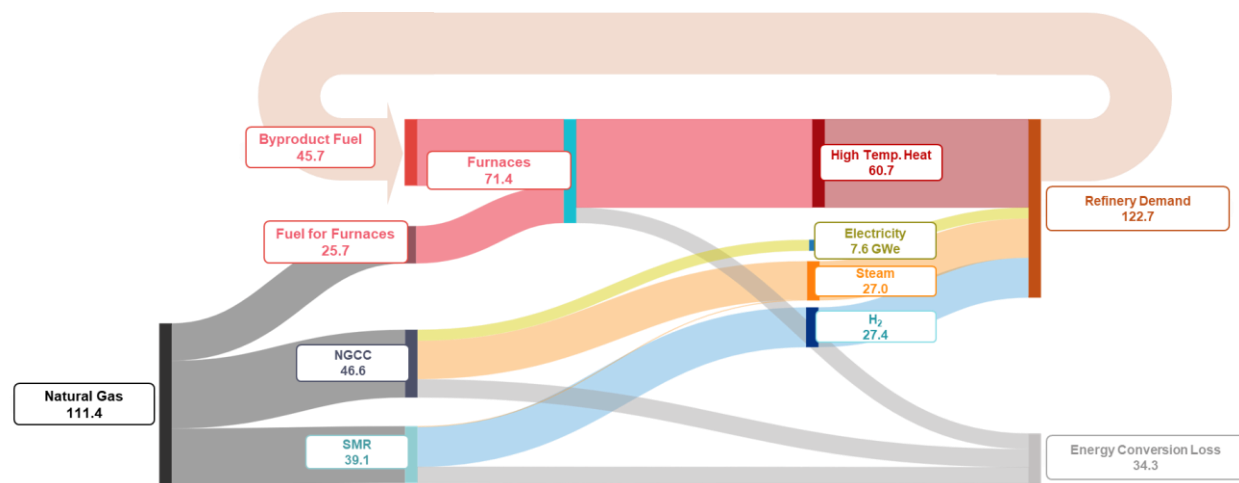 Byproduct Fuel
45.7
Furnaces
71.4
High Temp. Heat
60.7
Refinery Demand
122.7
Fuel for Furnaces
25.7
Electricity
7.6 GWe
Steam
27.0
H₂
27.4
NGCC
46.6
Natural Gas
111.4
SMR
39.1
Energy Conversion Loss
34.3